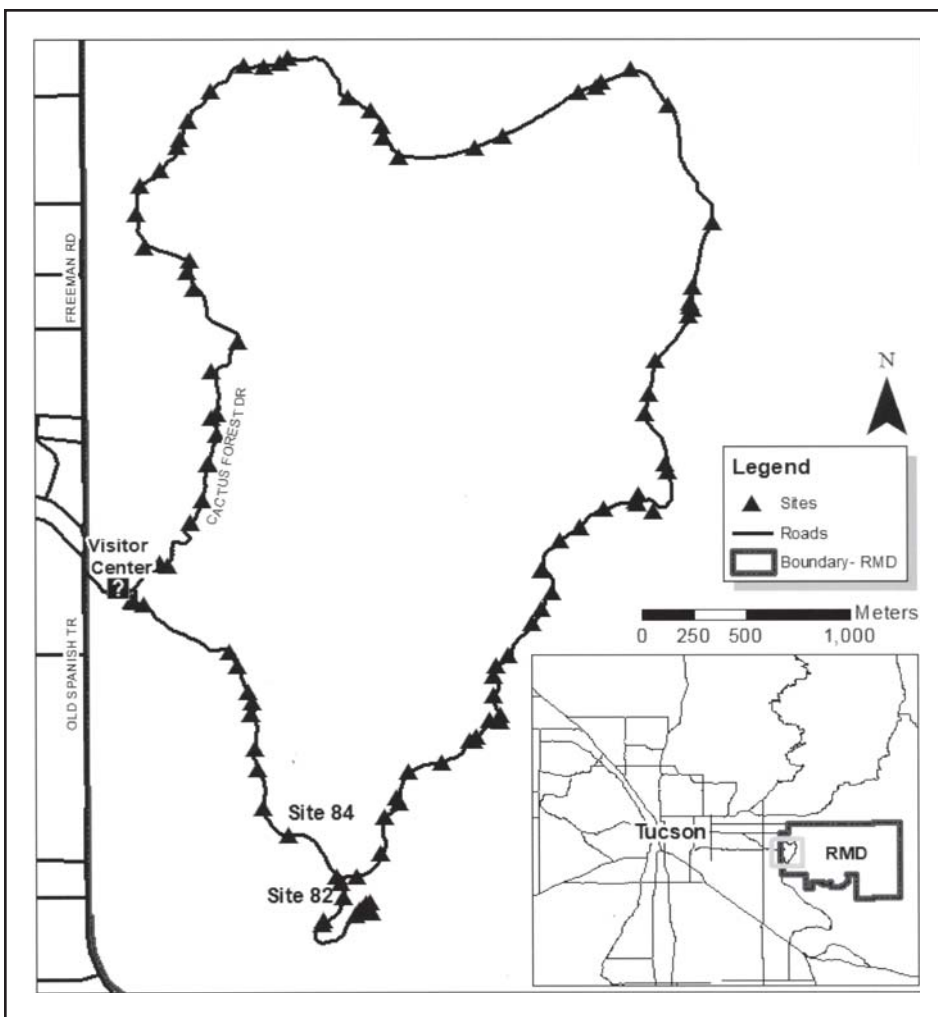 FREEMAN RD
CACTUS FOREST DR
N
Legend
Sites
Roads
Boundary- RMD
Visitor
Center
?
Meters
0 250 500 1,000
OLD SPANISH TR
Tucson
RMD
Site 84
Site 82